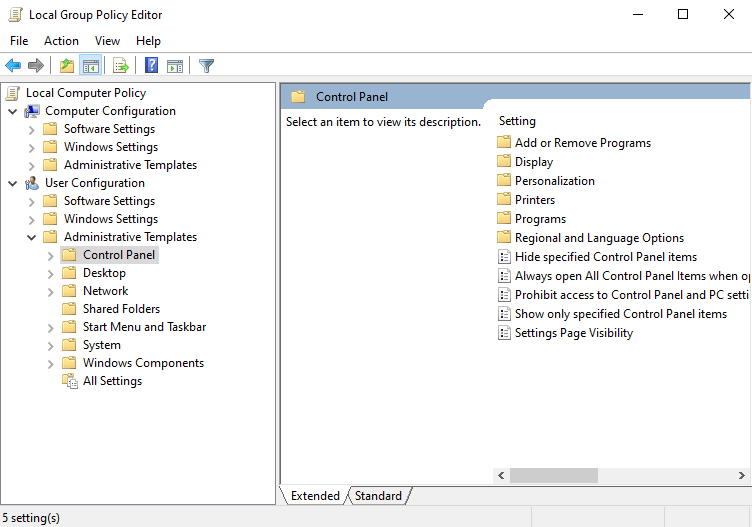 Local Group Policy Editor
File Action View Help
Local Computer Policy
Computer Configuration
Software Settings
Windows Settings
Administrative Templates
User Configuration
Software Settings
Windows Settings
Administrative Templates
Control Panel
Desktop
Network
Shared Folders
Start Menu and Taskbar
System
Windows Components
All Settings
Control Panel
Select an item to view its description.
Setting
Add or Remove Programs
Display
Personalization
Printers
Programs
Regional and Language Options
Hide specified Control Panel items
Always open All Control Panel Items when op
Prohibit access to Control Panel and PC setti
Show only specified Control Panel items
Settings Page Visibility
Extended Standard
5 setting(s)